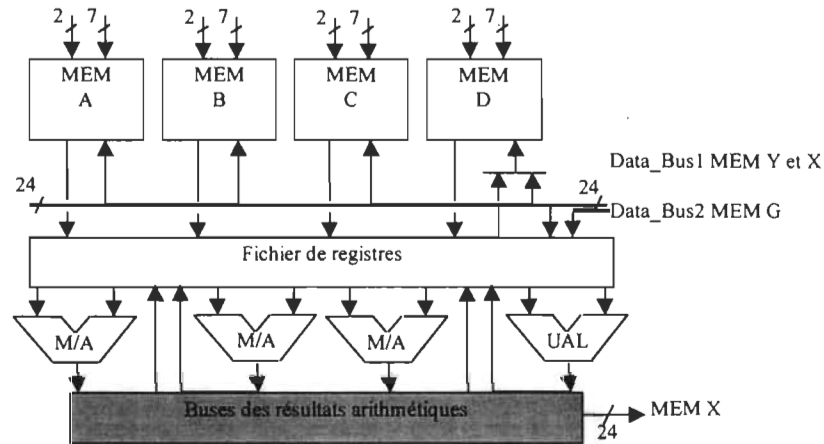 2 7 2 7 2 7 2 7
MEM A
MEM B
MEM C
MEM D
Data_Bus1 MEM Y et X
24
24
Data_Bus2 MEM G
Fichier de registres
M/A
M/A
M/A
UAL
Buses des résultats arithmétiques
MEM X
24